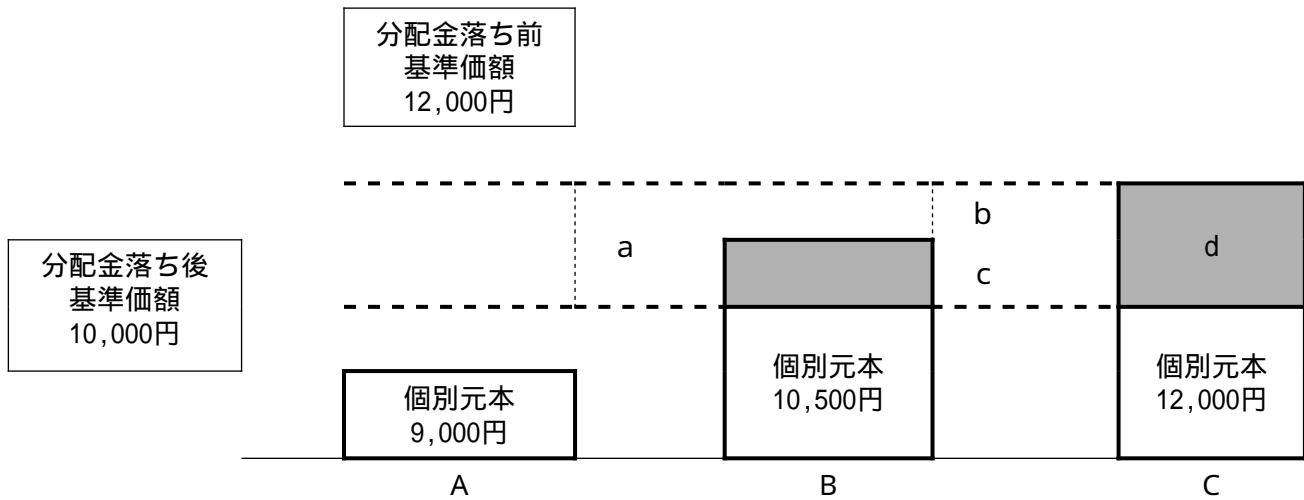 分配金落ち前
基準価額
12,000円
分配金落ち後
基準価額
10,000円
a
b
c
d
個別元本
9,000円
個別元本
10,500円
個別元本
12,000円
A
B
C